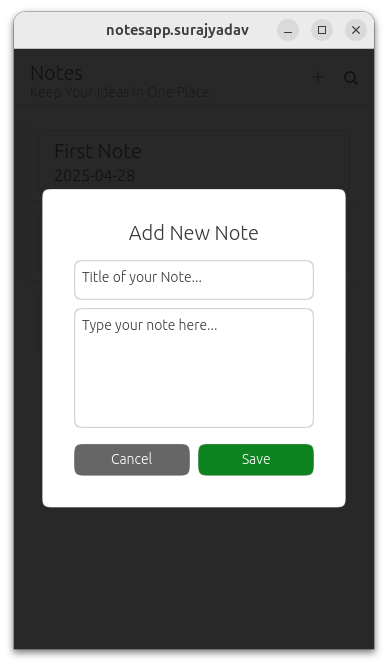 notesapp.surajyadav
Notes
Keep Your Ideas in One Place.
First Note
2025-04-28
Add New Note
Title of your Note...
Type your note here...
Cancel
Save